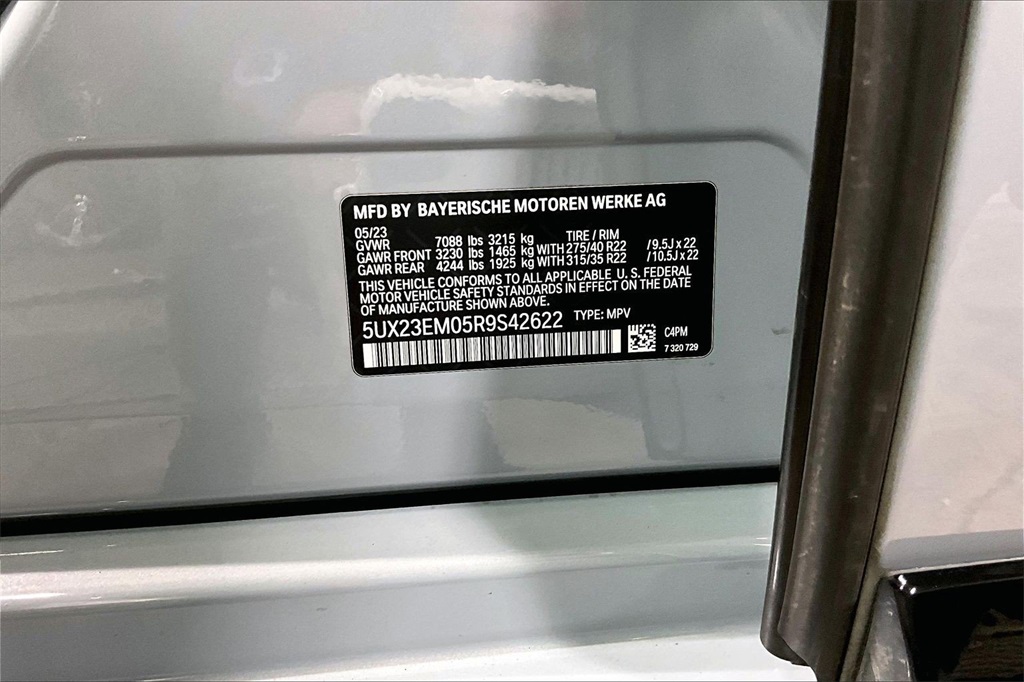 MFD BY BAYERISCHE MOTOREN WERKE AG
05/23 TIRE / RIM
GVWR 7088 lbs 3215 kg
GAWR FRONT 3230 lbs 1465 kg WITH 275/40 R22 / 9.5J x 22
GAWR REAR 4244 lbs 1925 kg WITH 315/35 R22 / 10.5J x 22
THIS VEHICLE CONFORMS TO ALL APPLICABLE U. S. FEDERAL
MOTOR VEHICLE SAFETY STANDARDS IN EFFECT ON THE DATE
OF MANUFACTURE SHOWN ABOVE.
5UX23EM05R9S42622 TYPE: MPV
C4PM
7 320 729